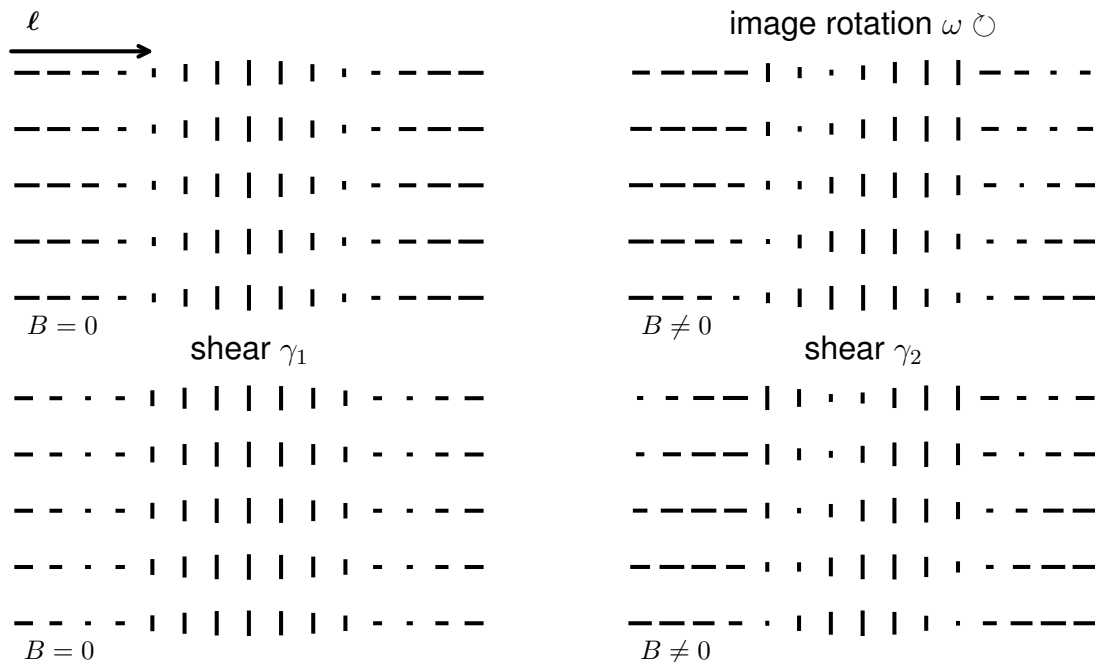 ℓ
image rotation ω ↻
B = 0
B ≠ 0
shear γ₁
shear γ₂
B = 0
B ≠ 0